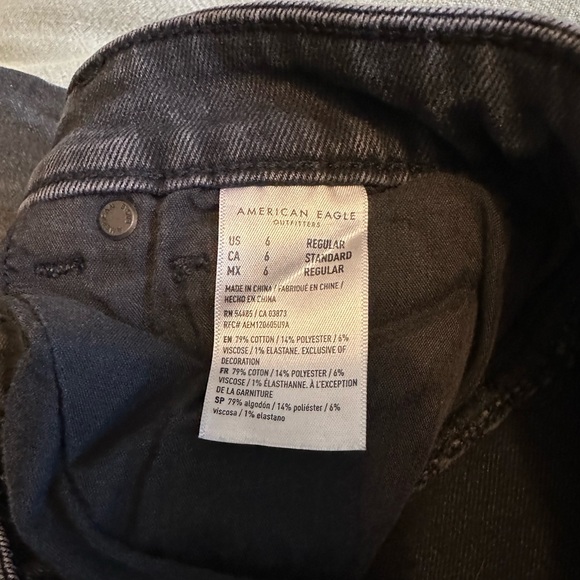 AMERICAN EAGLE
OUTFITTERS
US 6 REGULAR
CA 6 STANDARD
MX 6 REGULAR
MADE IN CHINA / FABRIQUÉ EN CHINE /
HECHO EN CHINA
RN 54485 / CA 03873
RFC# AEM120605U9A
EN 79% COTTON / 14% POLYESTER / 6%
VISCOSE / 1% ELASTANE. EXCLUSIVE OF
DECORATION
FR 79% COTON / 14% POLYESTER / 6%
VISCOSE / 1% ÉLASTHANNE. À L'EXCEPTION
DE LA GARNITURE
SP 79% algodón / 14% poliéster / 6%
viscosa / 1% elastano